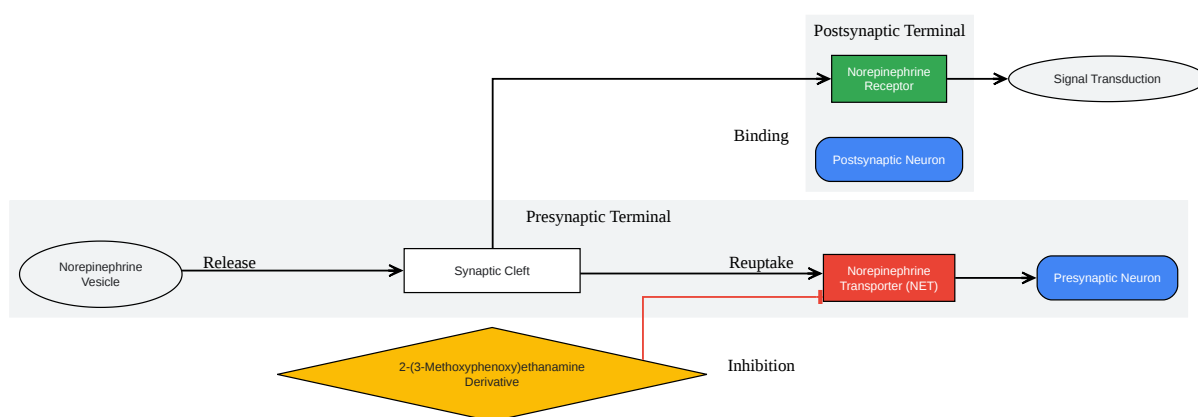 Postsynaptic Terminal
Norepinephrine
Receptor
Signal Transduction
Binding
Postsynaptic Neuron
Presynaptic Terminal
Norepinephrine
Vesicle
Release
Synaptic Cleft
Reuptake
Norepinephrine
Transporter (NET)
Presynaptic Neuron
2-(3-Methoxyphenoxy)ethanamine
Derivative
Inhibition